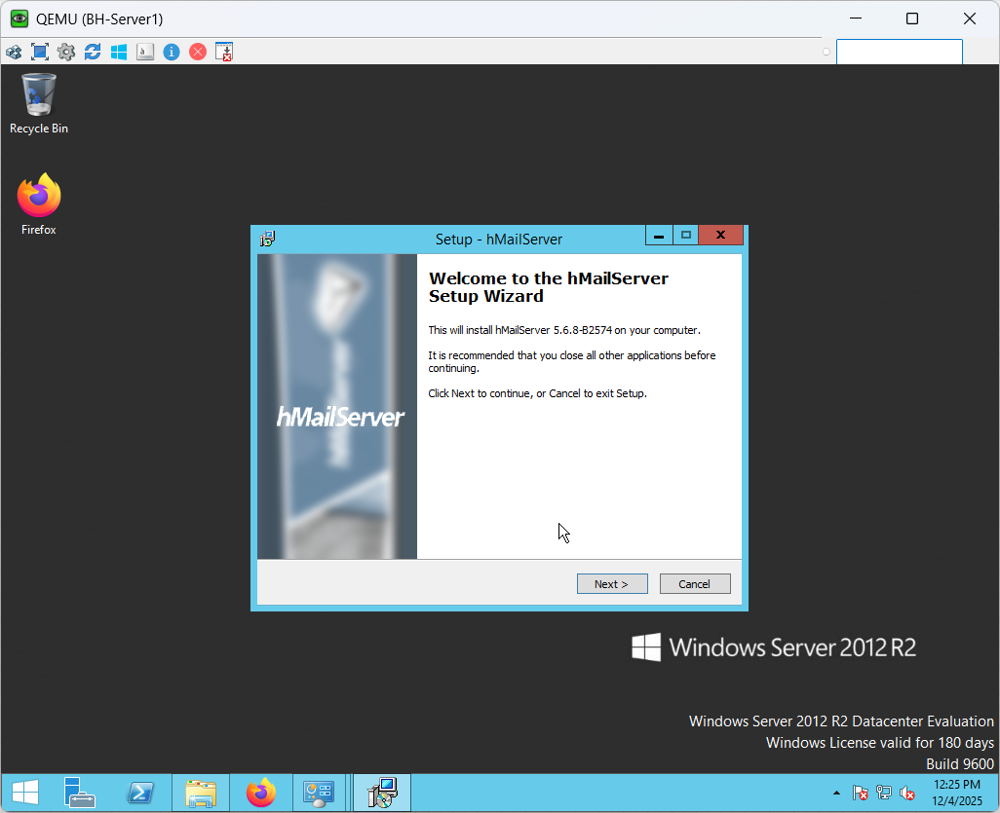 QEMU (BH-Server1)
Recycle Bin
Firefox
Setup - hMailServer
Welcome to the hMailServer
Setup Wizard
This will install hMailServer 5.6.8-B2574 on your computer.
It is recommended that you close all other applications before
continuing.
Click Next to continue, or Cancel to exit Setup.
hMailServer
Next >
Cancel
Windows Server 2012 R2
Windows Server 2012 R2 Datacenter Evaluation
Windows License valid for 180 days
Build 9600
12:25 PM
12/4/2025